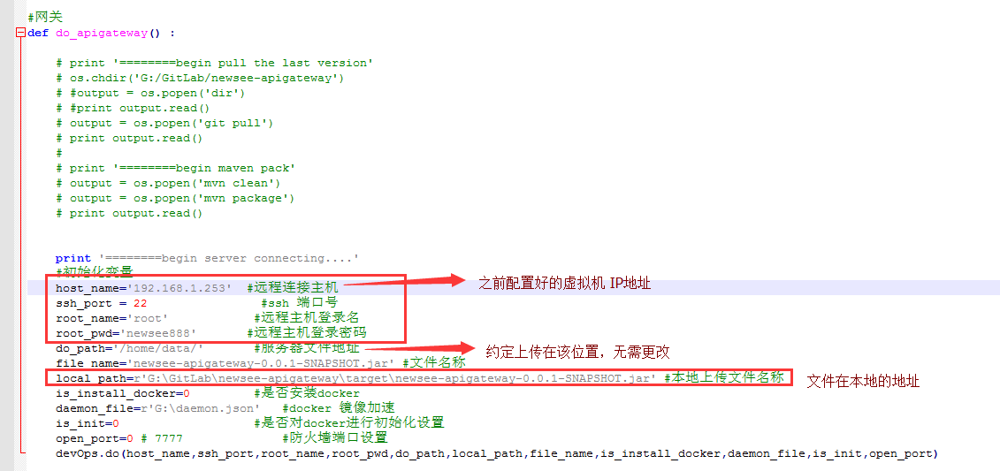 #网关
def do_apigateway() :
# print '========begin pull the last version'
# os.chdir('G:/GitLab/newsee-apigateway')
# #output = os.popen('dir')
# #print output.read()
# output = os.popen('git pull')
# print output.read()
#
# print '========begin maven pack'
# output = os.popen('mvn clean')
# output = os.popen('mvn package')
# print output.read()
print '========begin server connecting....'
#初始化变量
host_name='192.168.1.253' #远程连接主机 之前配置好的虚拟机 IP地址
ssh_port = 22 #ssh 端口号
root_name='root' #远程主机登录名
root_pwd='newsee888' #远程主机登录密码
do_path='/home/data/' #服务器文件地址 约定上传在该位置，无需更改
file_name='newsee-apigateway-0.0.1-SNAPSHOT.jar' #文件名称
local_path=r'G:\GitLab\newsee-apigateway\target\newsee-apigateway-0.0.1-SNAPSHOT.jar' #本地上传文件名称 文件在本地的地址
is_install_docker=0 #是否安装docker
daemon_file=r'G:\daemon.json' #docker 镜像加速
is_init=0 #是否对docker进行初始化设置
open_port=0 # 7777 #防火墙端口设置
devOps.do(host_name,ssh_port,root_name,root_pwd,do_path,local_path,file_name,is_install_docker,daemon_file,is_init,open_port)